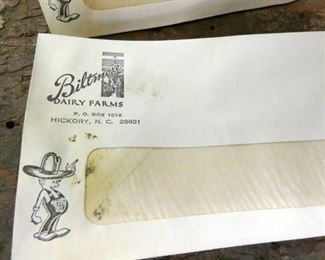 Biltmore
DAIRY FARMS
P. O. BOX 1016
HICKORY, N. C. 28601